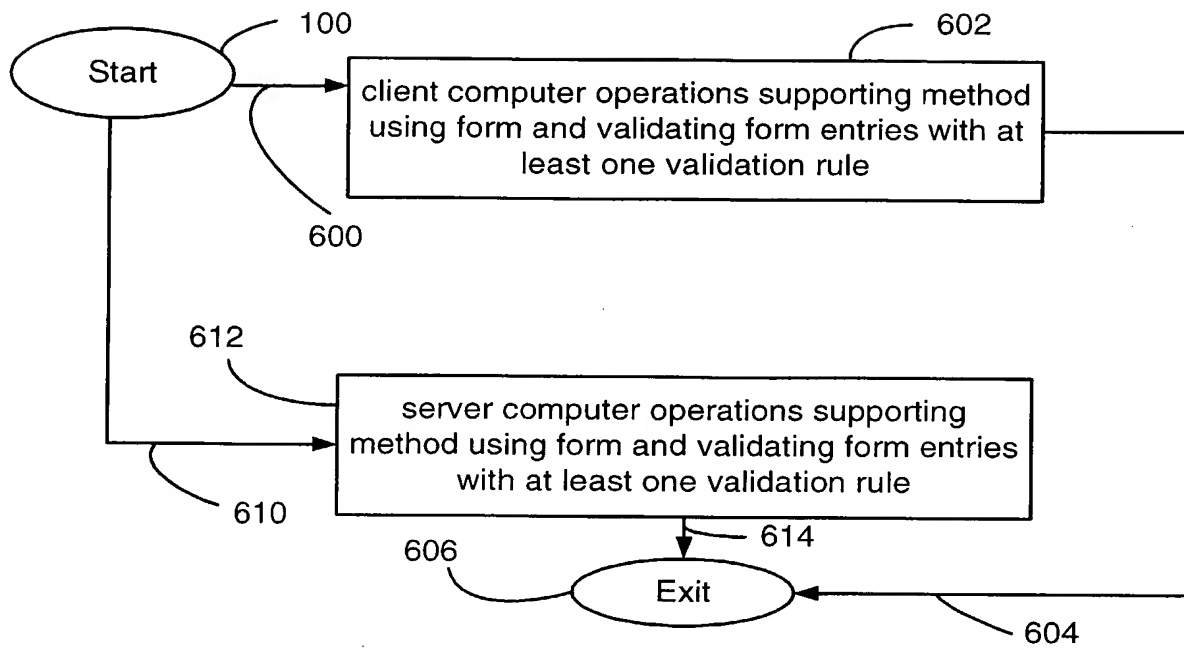 100
602
Start
client computer operations supporting method
using form and validating form entries with at
least one validation rule
600
612
server computer operations supporting
method using form and validating form entries
with at least one validation rule
610
614
606
Exit
604